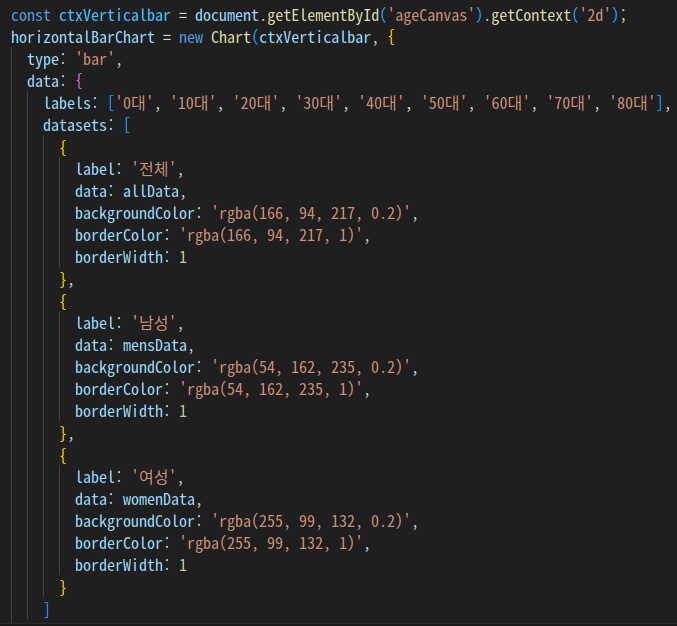 const ctxVerticalbar = document.getElementById('ageCanvas').getContext('2d');
horizontalBarChart = new Chart(ctxVerticalbar, {
type: 'bar',
data: {
labels: ['0대', '10대', '20대', '30대', '40대', '50대', '60대', '70대', '80대'],
datasets: [
{
label: '전체',
data: allData,
backgroundColor: 'rgba(166, 94, 217, 0.2)',
borderColor: 'rgba(166, 94, 217, 1)',
borderWidth: 1
},
{
label: '남성',
data: mensData,
backgroundColor: 'rgba(54, 162, 235, 0.2)',
borderColor: 'rgba(54, 162, 235, 1)',
borderWidth: 1
},
{
label: '여성',
data: womenData,
backgroundColor: 'rgba(255, 99, 132, 0.2)',
borderColor: 'rgba(255, 99, 132, 1)',
borderWidth: 1
}
]